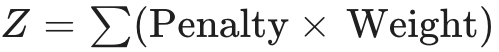 Z = ∑(Penalty × Weight)